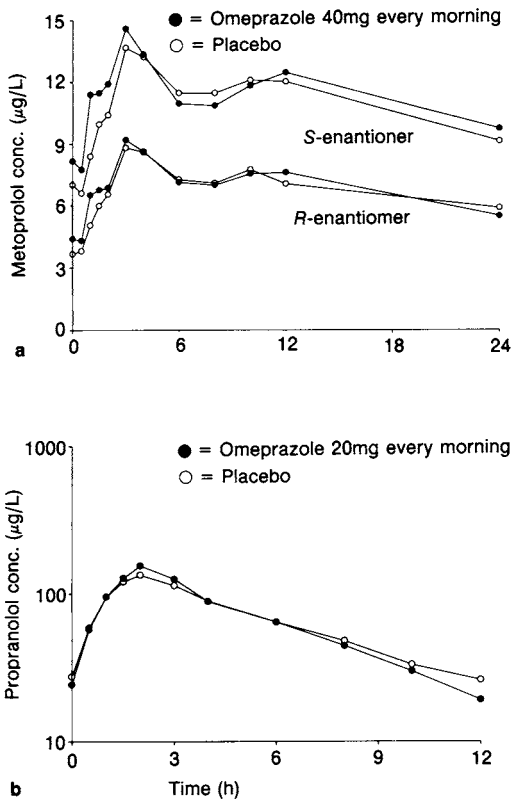 15
12
9
6
3
0
Metoprolol conc. (μg/L)
● = Omeprazole 40mg every morning
○ = Placebo
S-enantioner
R-enantiomer
0 6 12 18 24
a
1000
100
10
Propranolol conc. (μg/L)
● = Omeprazole 20mg every morning
○ = Placebo
0 3 6 9 12
b Time (h)